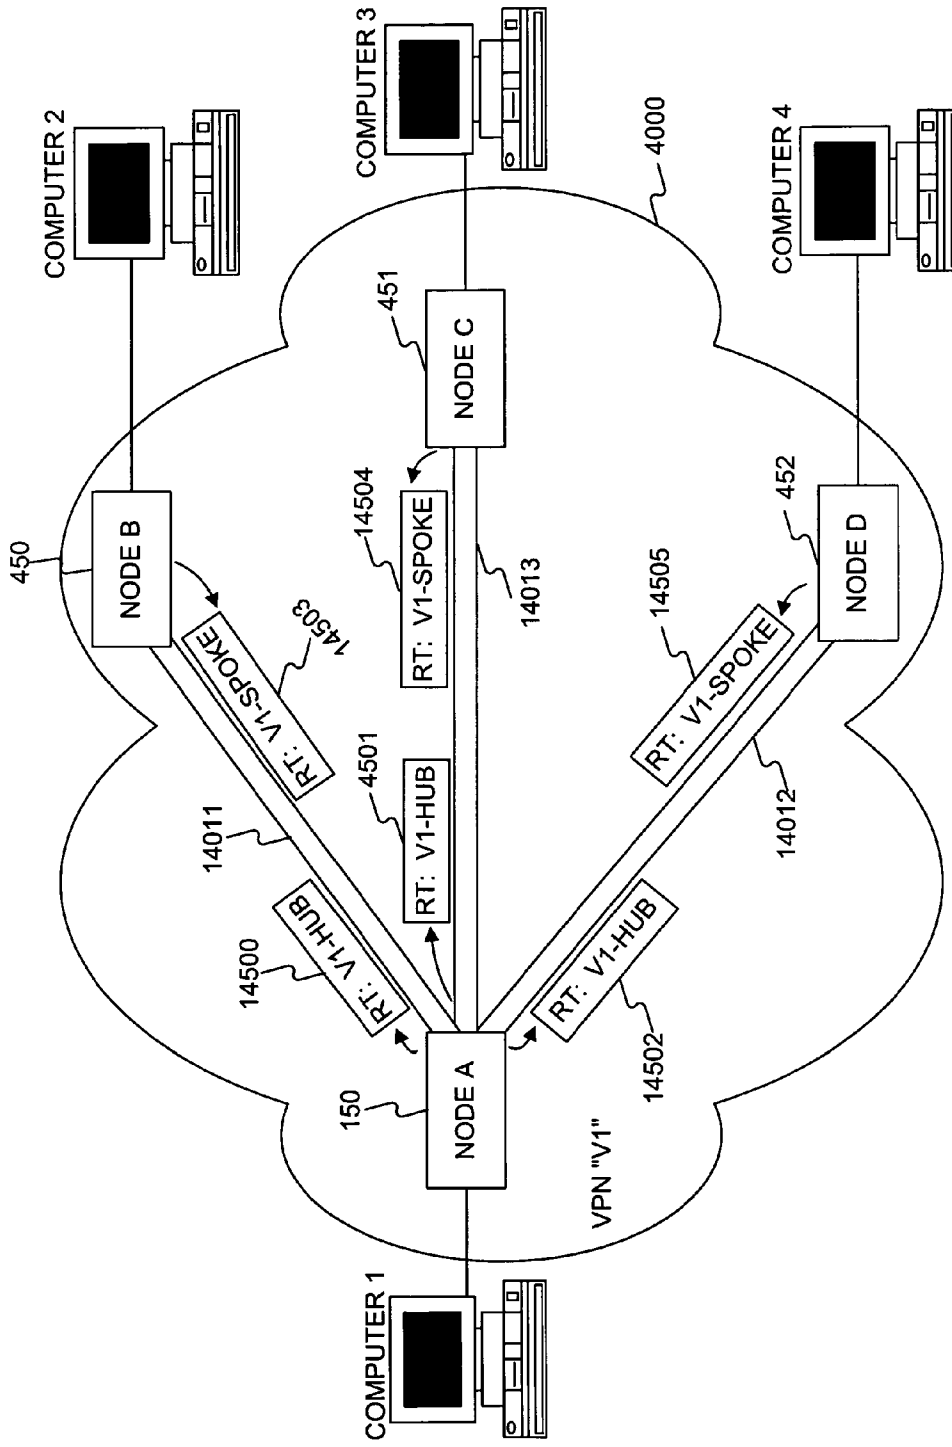 COMPUTER 2
COMPUTER 3
COMPUTER 4
COMPUTER 1
4000
450
NODE B
451
NODE C
452
NODE D
150
NODE A
14503
RT: V1-SPOKE
14504
RT: V1-SPOKE
14505
RT: V1-SPOKE
14011
14013
14012
14500
RT: V1-HUB
4501
RT: V1-HUB
14502
RT: V1-HUB
VPN "V1"